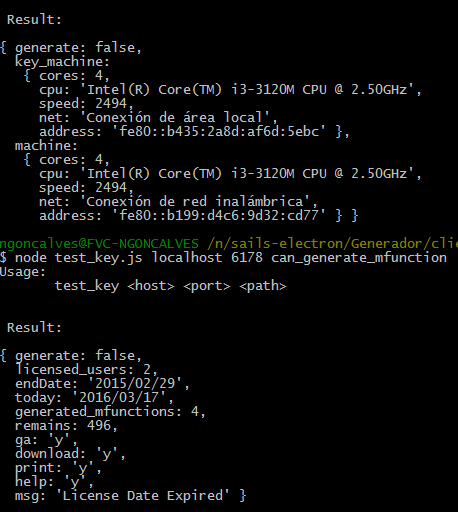 Result:
{ generate: false,
key_machine:
{ cores: 4,
cpu: 'Intel(R) Core(TM) i3-3120M CPU @ 2.50GHz',
speed: 2494,
net: 'Conexión de área local',
address: 'fe80::b435:2a8d:af6d:5ebc' },
machine:
{ cores: 4,
cpu: 'Intel(R) Core(TM) i3-3120M CPU @ 2.50GHz',
speed: 2494,
net: 'Conexión de red inalámbrica',
address: 'fe80::b199:d4c6:9d32:cd77' } }
ngoncalves@FVC-NGONCALVES /n/sails-electron/Generador/clie
$ node test_key.js localhost 6178 can_generate_mfunction
Usage:
test_key <host> <port> <path>
Result:
{ generate: false,
licensed_users: 2,
endDate: '2015/02/29',
today: '2016/03/17',
generated_mfunctions: 4,
remains: 496,
qa: 'y',
download: 'y',
print: 'y',
help: 'y',
msg: 'License Date Expired' }